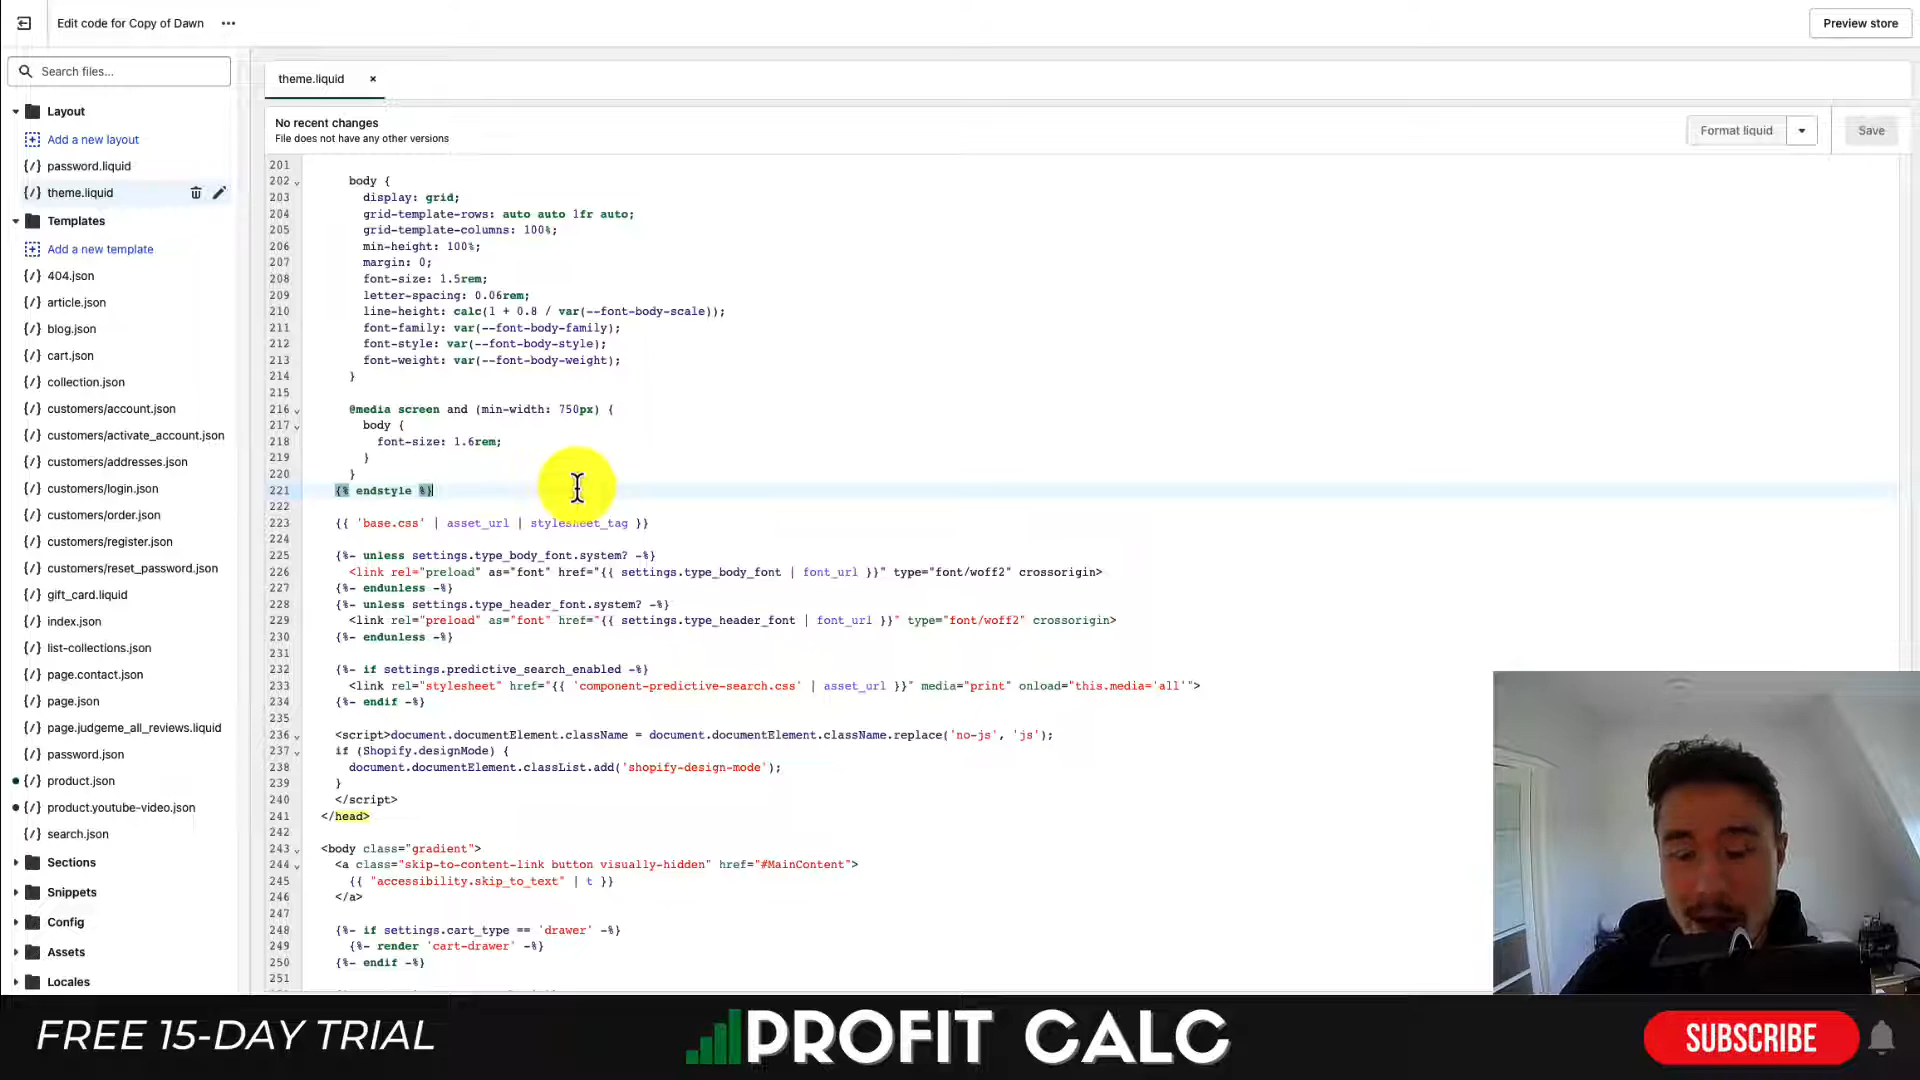 Edit code for Copy of Dawn
Preview store
Search files...
Layout
Add a new layout
password.liquid
theme.liquid
Templates
Add a new template
404.json
article.json
blog.json
cart.json
collection.json
customers/account.json
customers/activate_account.json
customers/addresses.json
customers/login.json
customers/order.json
customers/register.json
customers/reset_password.json
gift_card.liquid
index.json
list-collections.json
page.contact.json
page.json
page.judgeme_all_reviews.liquid
password.json
product.json
product.youtube-video.json
search.json
Sections
Snippets
Config
Assets
Locales
theme.liquid
No recent changes
File does not have any other versions
Format liquid
Save
201
202 body {
203 display: grid;
204 grid-template-rows: auto auto 1fr auto;
205 grid-template-columns: 100%;
206 min-height: 100%;
207 margin: 0;
208 font-size: 1.5rem;
209 letter-spacing: 0.06rem;
210 line-height: calc(1 + 0.8 / var(--font-body-scale));
211 font-family: var(--font-body-family);
212 font-style: var(--font-body-style);
213 font-weight: var(--font-body-weight);
214 }
215
216 @media screen and (min-width: 750px) {
217 body {
218 font-size: 1.6rem;
219 }
220 }
221 {% endstyle %}
222
223 {{ 'base.css' | asset_url | stylesheet_tag }}
224
225 {%- unless settings.type_body_font.system? -%}
226 <link rel="preload" as="font" href="{{ settings.type_body_font | font_url }}" type="font/woff2" crossorigin>
227 {%- endunless -%}
228 {%- unless settings.type_header_font.system? -%}
229 <link rel="preload" as="font" href="{{ settings.type_header_font | font_url }}" type="font/woff2" crossorigin>
230 {%- endunless -%}
231
232 {%- if settings.predictive_search_enabled -%}
233 <link rel="stylesheet" href="{{ 'component-predictive-search.css' | asset_url }}" media="print" onload="this.media='all'">
234 {%- endif -%}
235
236 <script>document.documentElement.className = document.documentElement.className.replace('no-js', 'js');
237 if (Shopify.designMode) {
238 document.documentElement.classList.add('shopify-design-mode');
239 }
240 </script>
241 </head>
242
243 <body class="gradient">
244 <a class="skip-to-content-link button visually-hidden" href="#MainContent">
245 {{ "accessibility.skip_to_text" | t }}
246 </a>
247
248 {%- if settings.cart_type == 'drawer' -%}
249 {%- render 'cart-drawer' -%}
250 {%- endif -%}
251
FREE 15-DAY TRIAL
PROFIT CALC
SUBSCRIBE